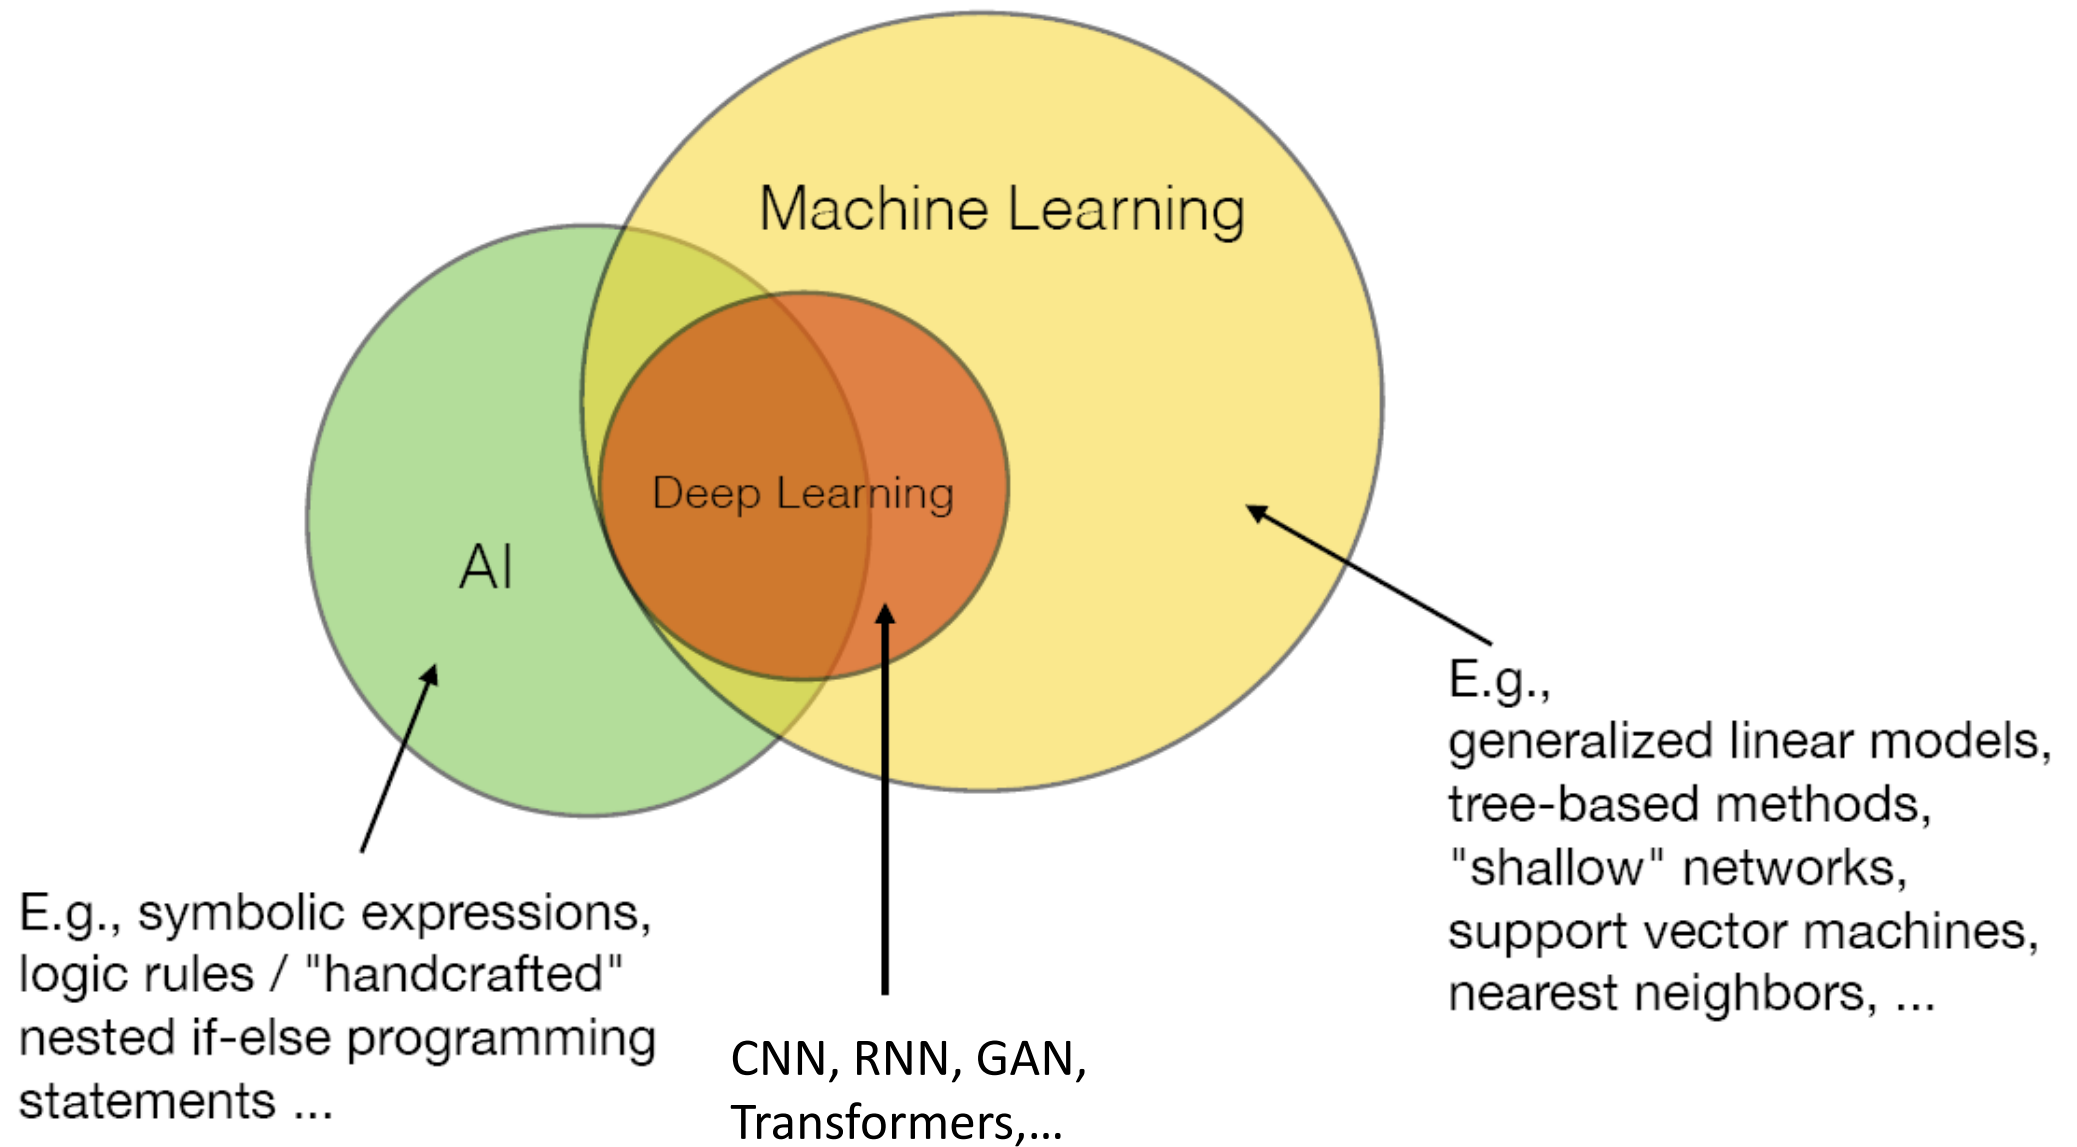 Machine Learning
Deep Learning
AI
E.g.,
generalized linear models,
tree-based methods,
"shallow" networks,
support vector machines,
nearest neighbors, ...
E.g., symbolic expressions,
logic rules / "handcrafted"
nested if-else programming
statements ...
CNN, RNN, GAN,
Transformers,...